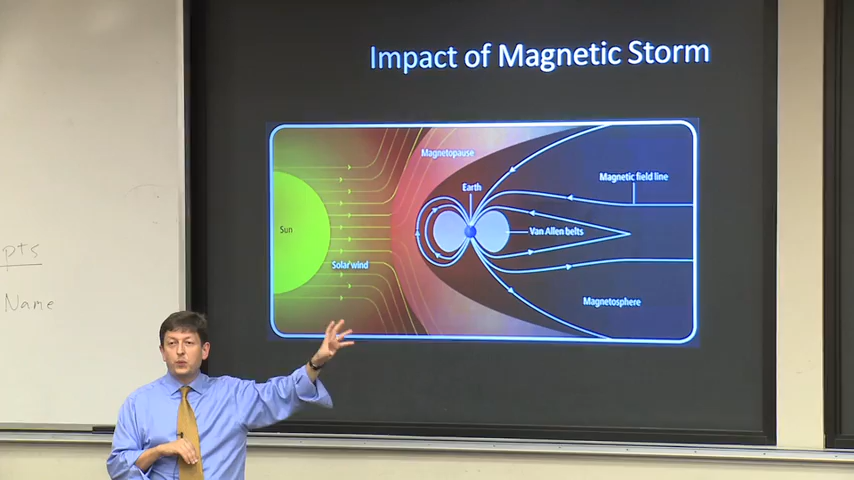 Impact of Magnetic Storm
Magnetopause
Earth
Magnetic field line
Sun
Van Allen belts
Solar wind
Magnetosphere
pts
Name